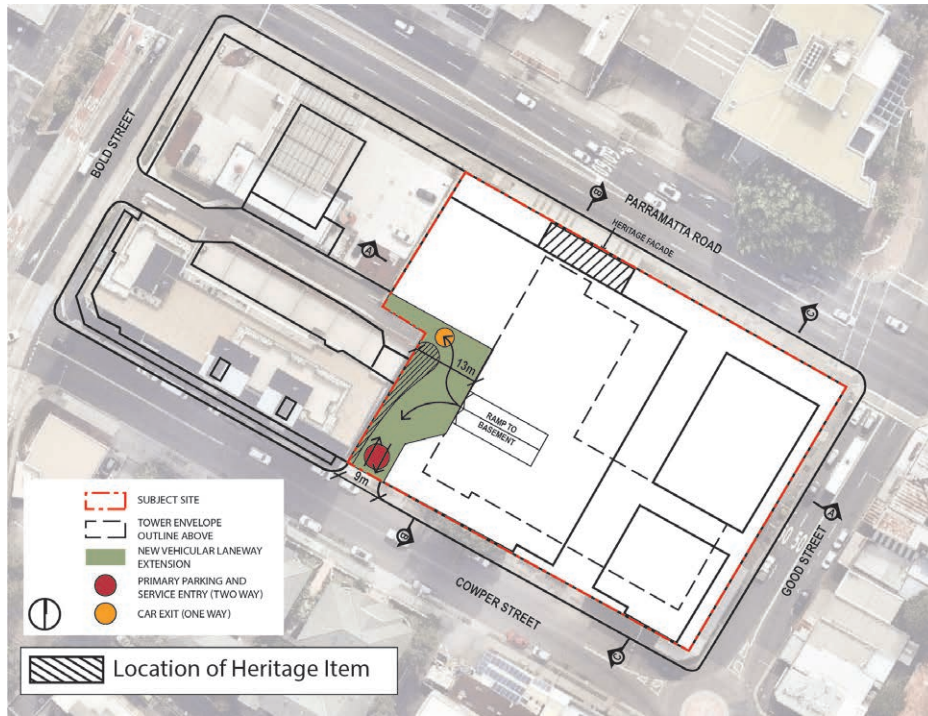 BOLD STREET
PARRAMATTA ROAD
HERITAGE FACADE
B
A
C
13m
RAMP TO
BASEMENT
9m
A
B
C
GOOD STREET
COWPER STREET
SUBJECT SITE
TOWER ENVELOPE
OUTLINE ABOVE
NEW VEHICULAR LANEWAY
EXTENSION
PRIMARY PARKING AND
SERVICE ENTRY (TWO WAY)
CAR EXIT (ONE WAY)
Location of Heritage Item